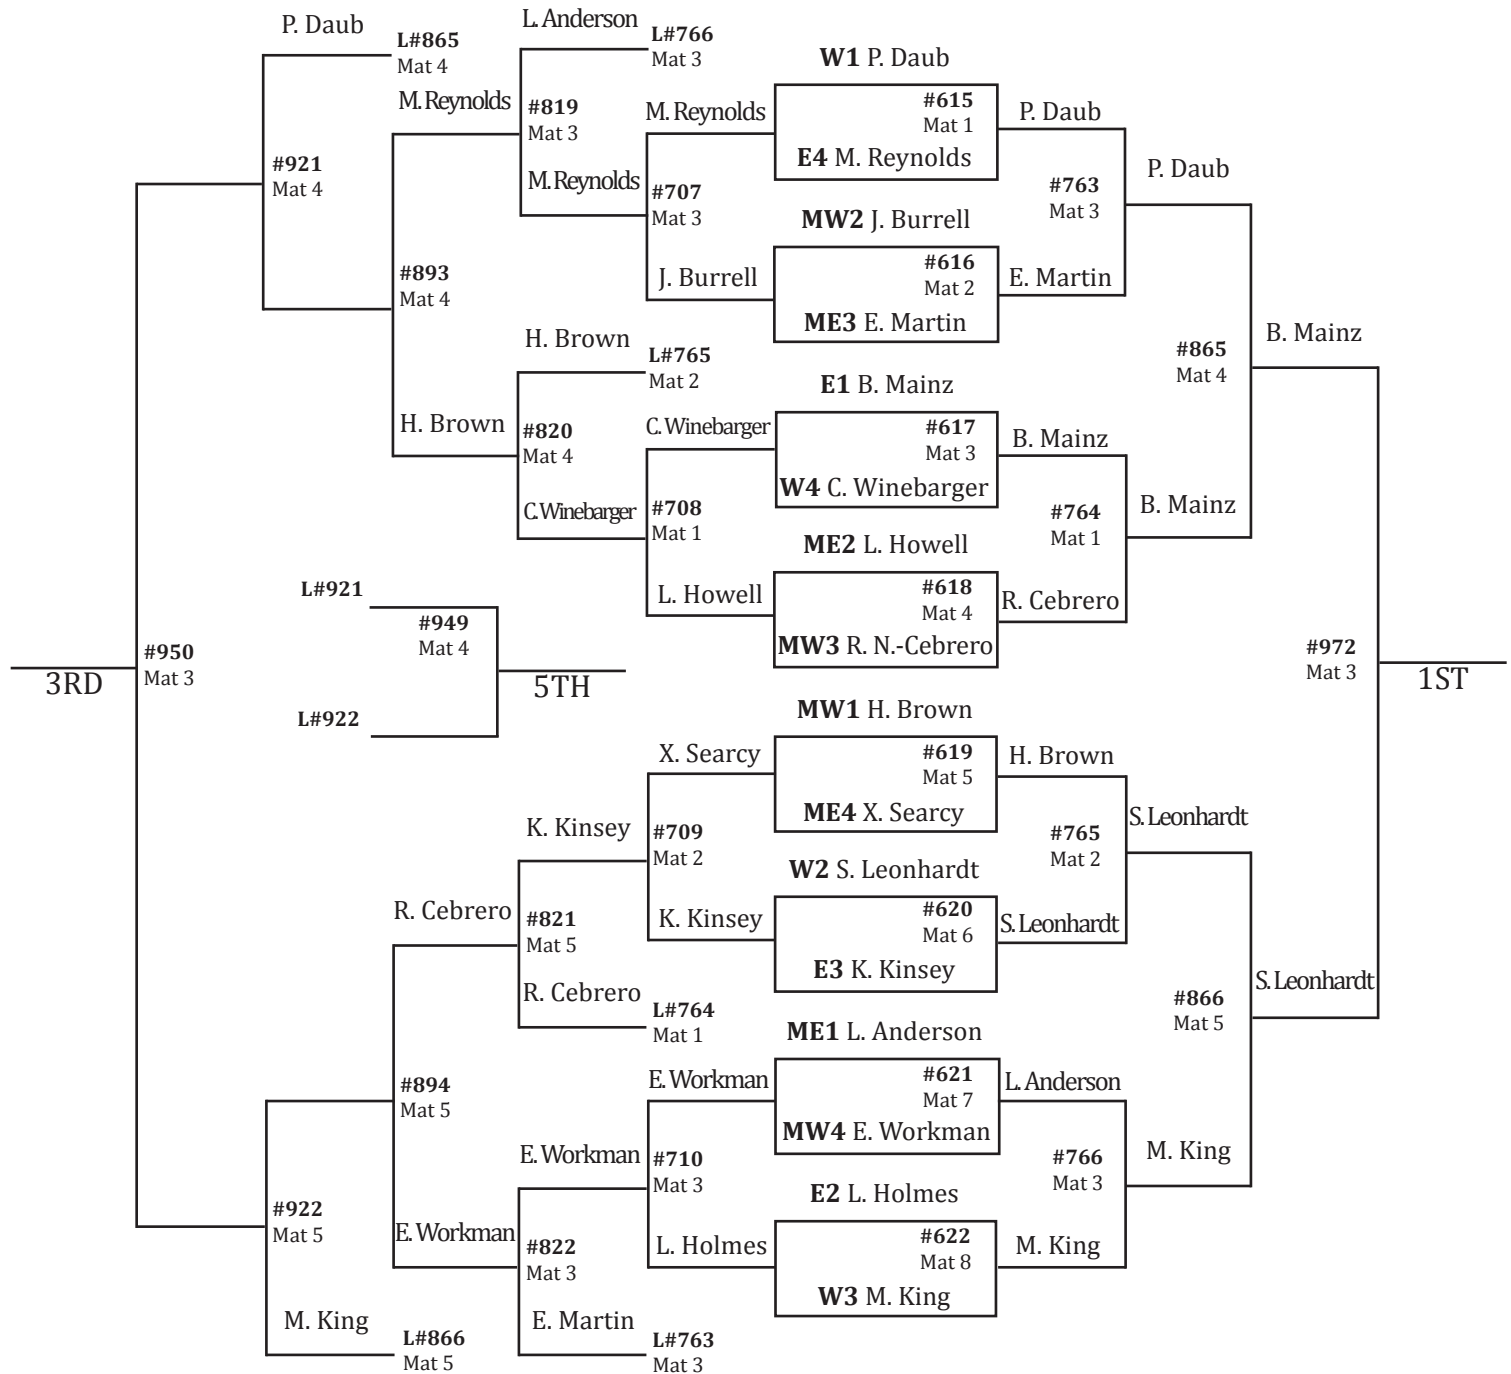 P. Daub
L#865
Mat 4
L. Anderson
L#766
Mat 3
M. Reynolds
#819
Mat 3
M. Reynolds
#921
Mat 4
M. Reynolds
#707
Mat 3
#893
Mat 4
J. Burrell
H. Brown
L#765
Mat 2
H. Brown
#820
Mat 4
C. Winebarger
C. Winebarger
#708
Mat 1
L. Howell
W1 P. Daub
#615
Mat 1
E4 M. Reynolds
P. Daub
MW2 J. Burrell
#616
Mat 2
ME3 E. Martin
E. Martin
#763
Mat 3
P. Daub
E1 B. Mainz
#617
Mat 3
W4 C. Winebarger
B. Mainz
ME2 L. Howell
#618
Mat 4
MW3 R. N.-Cebrero
R. Cebrero
#764
Mat 1
B. Mainz
#865
Mat 4
B. Mainz
L#921
#949
Mat 4
L#922
5TH
3RD
#950
Mat 3
#972
Mat 3
1ST
MW1 H. Brown
#619
Mat 5
ME4 X. Searcy
H. Brown
W2 S. Leonhardt
#620
Mat 6
E3 K. Kinsey
S. Leonhardt
#765
Mat 2
S. Leonhardt
ME1 L. Anderson
#621
Mat 7
MW4 E. Workman
L. Anderson
E2 L. Holmes
#622
Mat 8
W3 M. King
M. King
#766
Mat 3
M. King
#866
Mat 5
S. Leonhardt
X. Searcy
K. Kinsey
#709
Mat 2
K. Kinsey
R. Cebrero
#821
Mat 5
R. Cebrero
L#764
Mat 1
#894
Mat 5
E. Workman
E. Workman
#710
Mat 3
L. Holmes
#922
Mat 5
E. Workman
#822
Mat 3
E. Martin
L#763
Mat 3
M. King
L#866
Mat 5